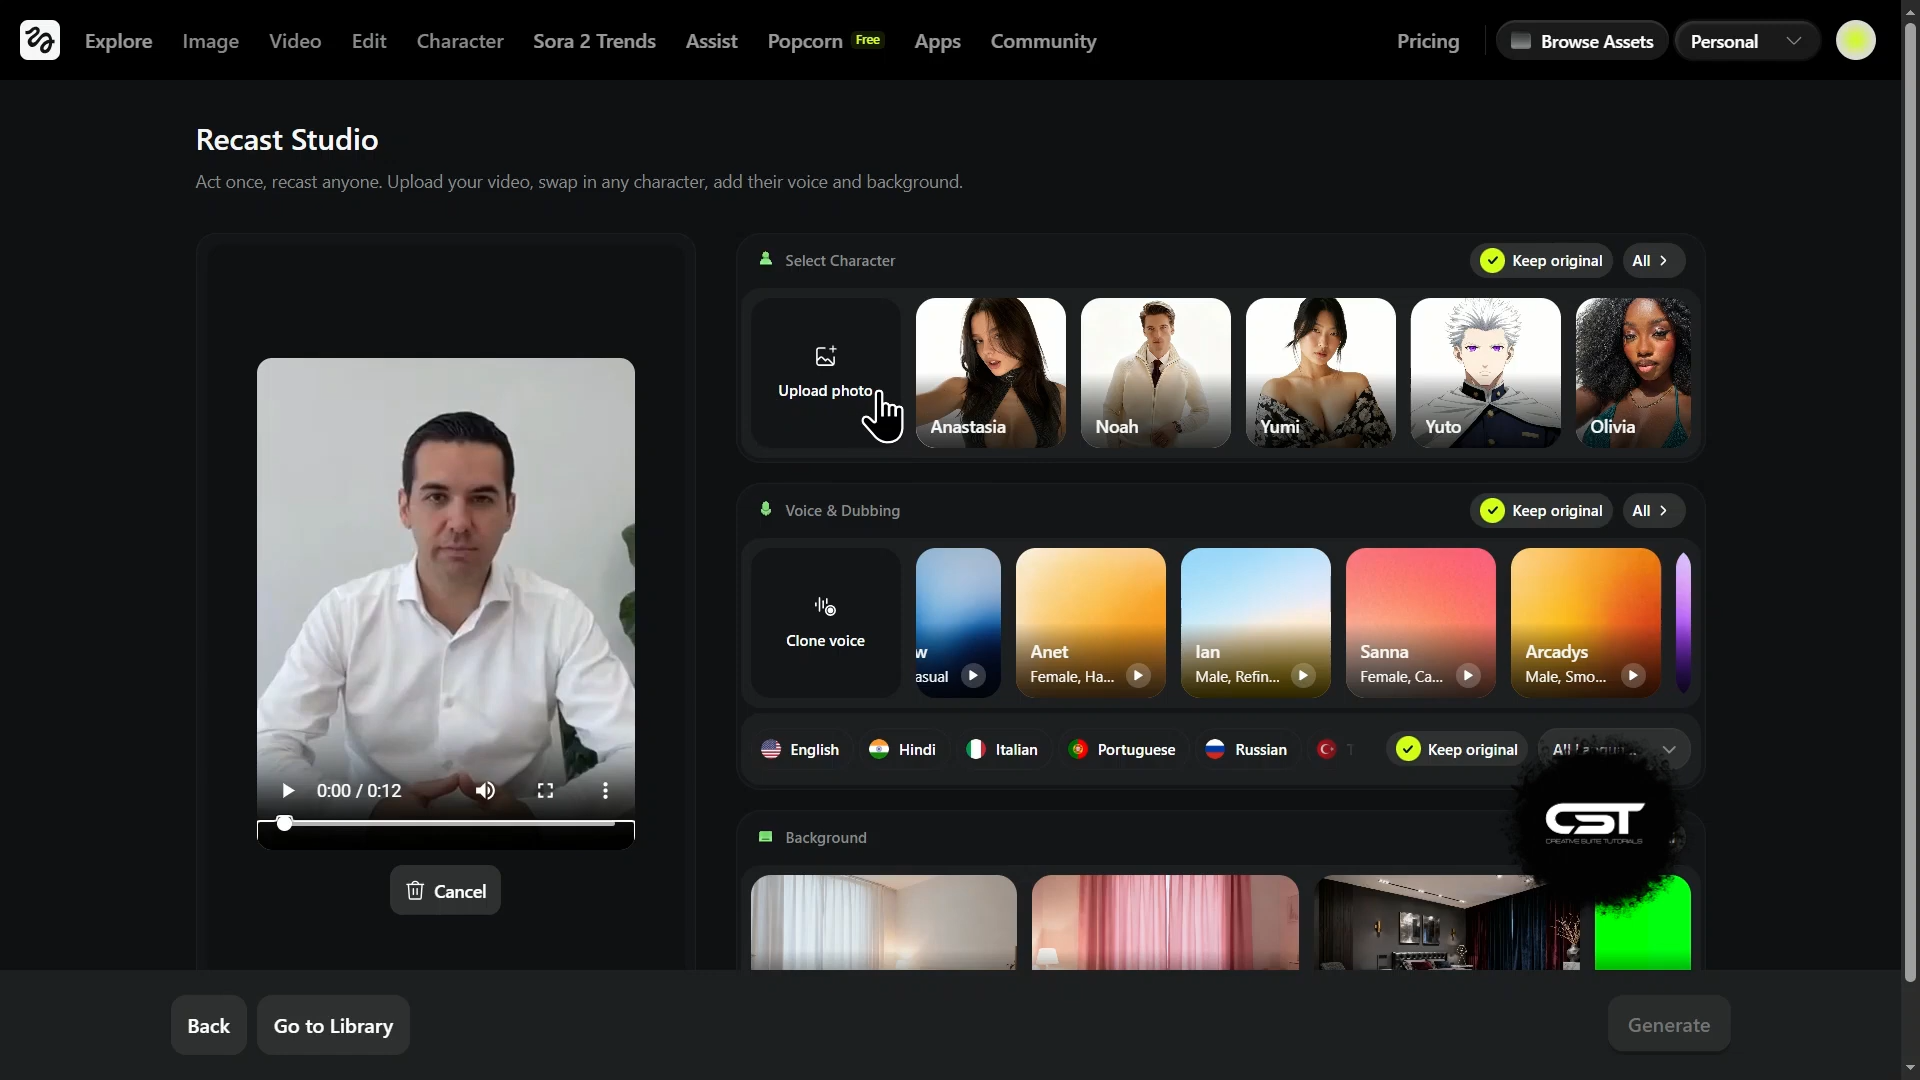 Explore Image Video Edit Character Sora 2 Trends Assist Popcorn Free Apps Community Pricing Browse Assets Personal
Recast Studio
Act once, recast anyone. Upload your video, swap in any character, add their voice and background.
Select Character Keep original All
Upload photo
Anastasia Noah Yumi Yuto Olivia
Voice & Dubbing Keep original All
Clone voice
w Anet Ian Sanna Arcadys
asual Female, Ha... Male, Refin... Female, Ca... Male, Smo...
English Hindi Italian Portuguese Russian T Keep original
0:00 / 0:12
CST
CREATIVE SUITE TUTORIALS
Background
Cancel
Back Go to Library Generate